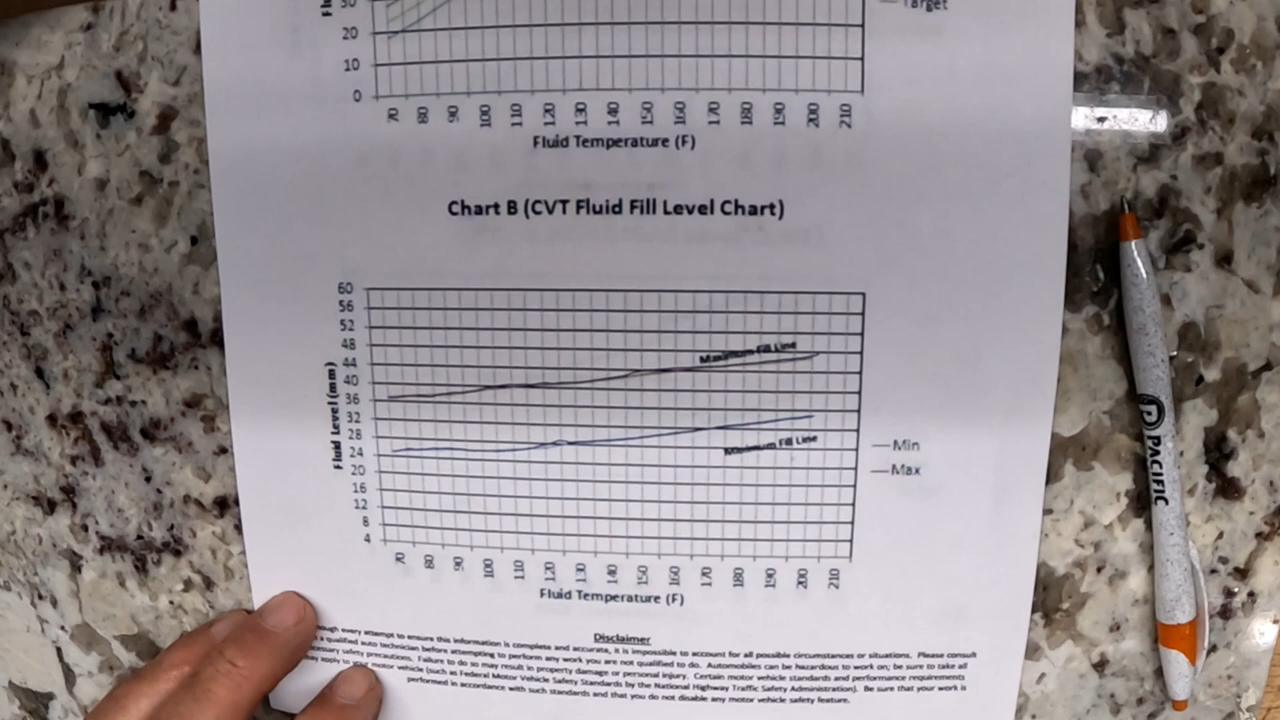 Target
30
20
10
0
70 80 90 100 110 120 130 140 150 160 170 180 190 200 210
Fluid Temperature (F)
Chart B (CVT Fluid Fill Level Chart)
60
56
52
48
44
40
36
32
28
24
20
16
12
8
4
Fluid Level (mm)
Maximum Fill Line
Minimum Fill Line
Min
Max
70 80 90 100 110 120 130 140 150 160 170 180 190 200 210
Fluid Temperature (F)
P PACIFIC
Disclaimer
every attempt to ensure this information is complete and accurate, it is impossible to account for all possible circumstances or situations. Please consult
a qualified auto technician before attempting to perform any work you are not qualified to do. Automobiles can be hazardous to work on; be sure to take all
safety precautions. Failure to do so may result in property damage or personal injury. Certain motor vehicle standards and performance requirements
may apply to your motor vehicle (such as Federal Motor Vehicle Safety Standards by the National Highway Traffic Safety Administration). Be sure that your work is
performed in accordance with such standards and that you do not disable any motor vehicle safety feature.